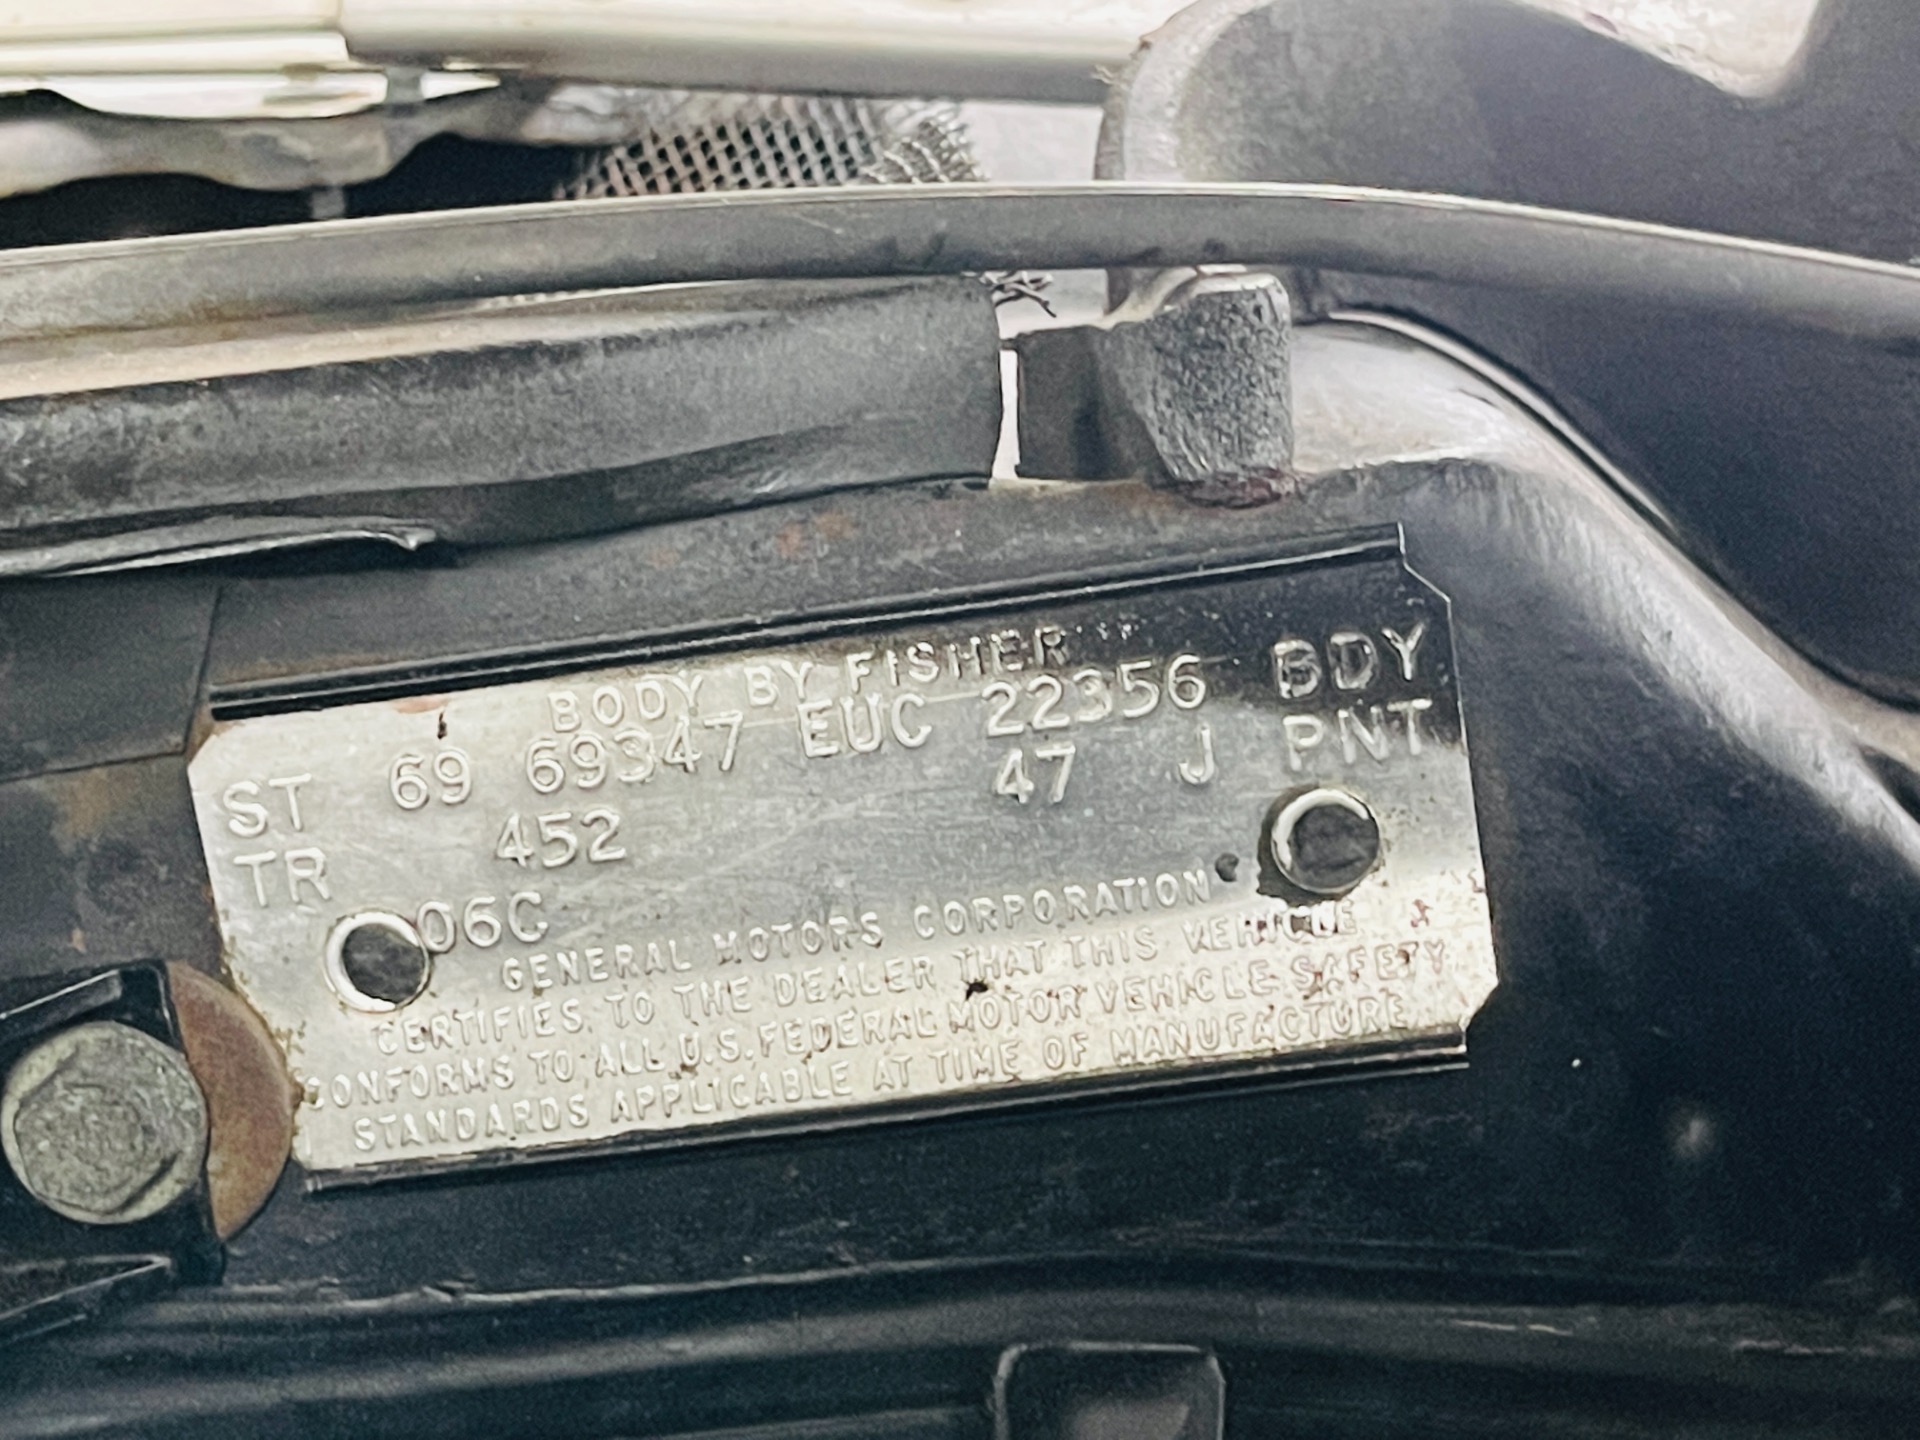 BODY BY FISHER
ST 69 69347 EUC 22356 BDY
TR 452 47 J PNT
06C
GENERAL MOTORS CORPORATION
CERTIFIES TO THE DEALER THAT THIS VEHICLE
CONFORMS TO ALL U.S. FEDERAL MOTOR VEHICLE SAFETY
STANDARDS APPLICABLE AT TIME OF MANUFACTURE